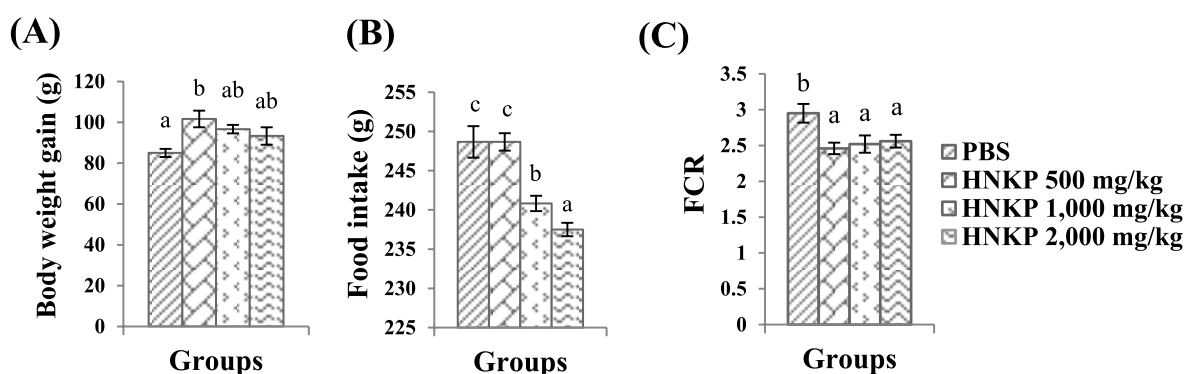 (A)
Body weight gain (g)
120
100
80
60
40
20
0
a
b
ab
ab
Groups
(B)
Food intake (g)
255
250
245
240
235
230
225
c
c
b
a
Groups
(C)
FCR
3.5
3
2.5
2
1.5
1
0.5
0
b
a
a
a
Groups
PBS
HNKP 500 mg/kg
HNKP 1,000 mg/kg
HNKP 2,000 mg/kg